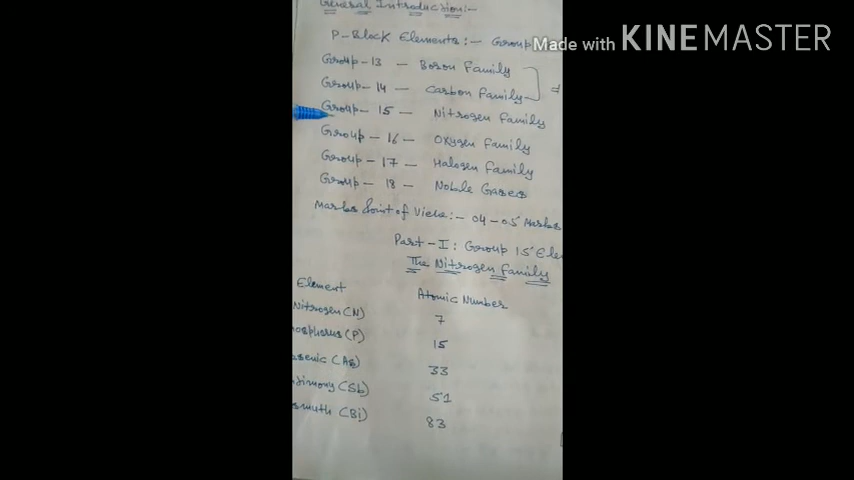 General Introduction:-
P-Block Elements:- Group
Made with KINEMASTER
Group-13 - Boron Family
Group-14 - Carbon family
Group-15 - Nitrogen family
Group-16 - Oxygen family
Group-17 - Halogen family
Group-18 - Noble Gases
Marks Point of View:- 04-05 Marks
Part-I: Group 15 Ele
The Nitrogen family
Element Atomic Number
Nitrogen (N) 7
osphorus (P) 15
senic (As) 33
timony (Sb) 51
smuth (Bi) 83